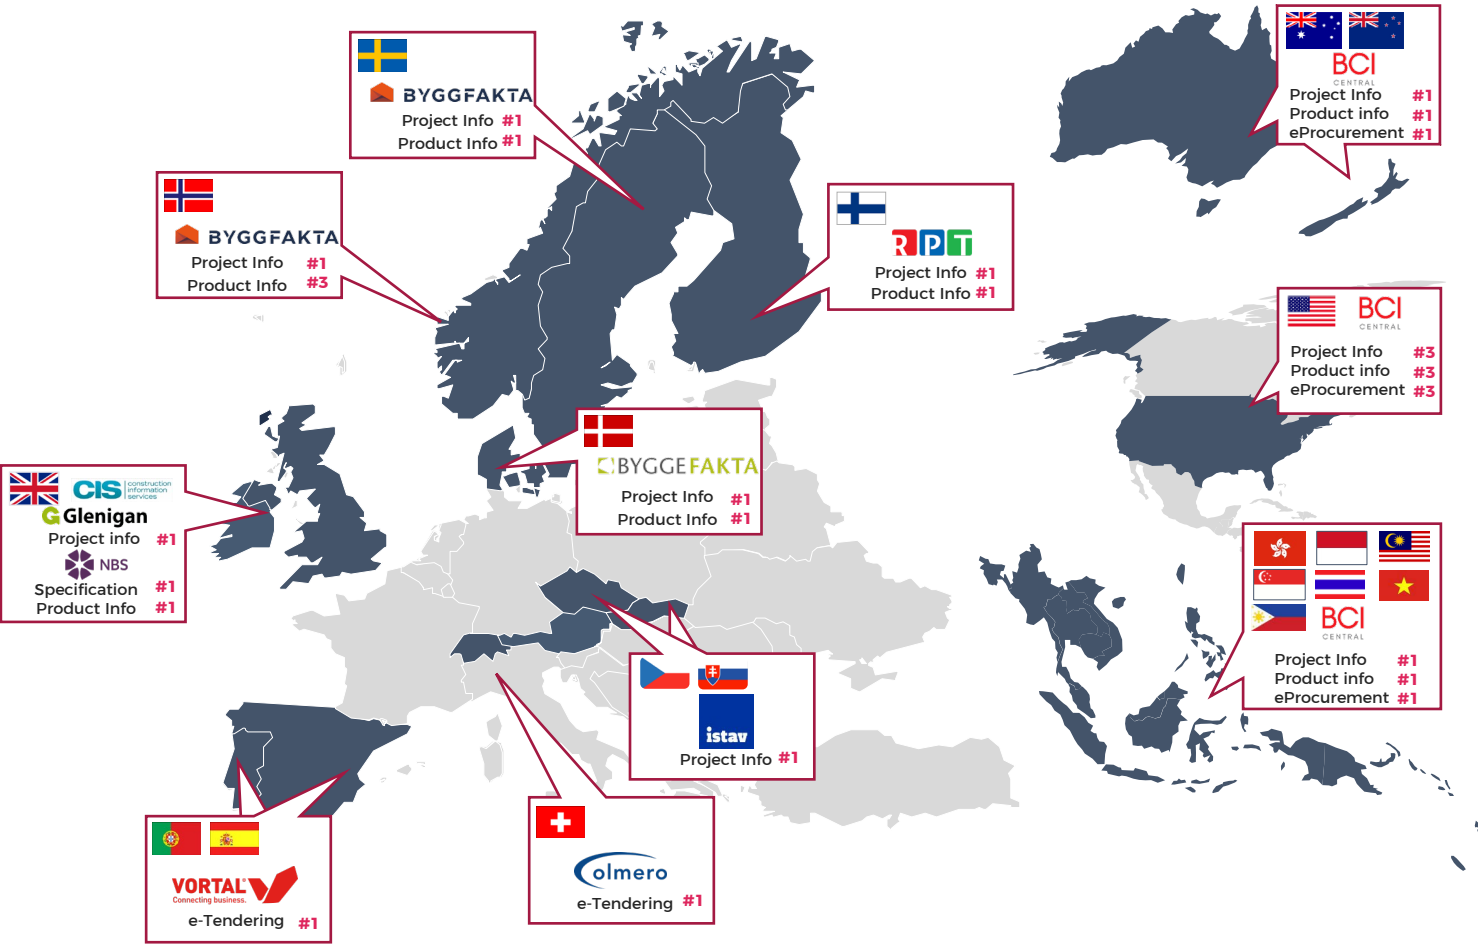 BYGGFAKTA
Project Info #1
Product Info #1
BYGGFAKTA
Project Info #1
Product Info #3
RPT
Project Info #1
Product Info #1
BCI
CENTRAL
Project Info #1
Product info #1
eProcurement #1
BCI
CENTRAL
Project Info #3
Product info #3
eProcurement #3
BYGGEFAKTA
Project Info #1
Product Info #1
CIS construction
information
services
Glenigan
Project info #1
NBS
Specification #1
Product Info #1
BCI
CENTRAL
Project Info #1
Product info #1
eProcurement #1
istav
Project Info #1
VORTAL
Connecting business.
e-Tendering #1
olmero
e-Tendering #1